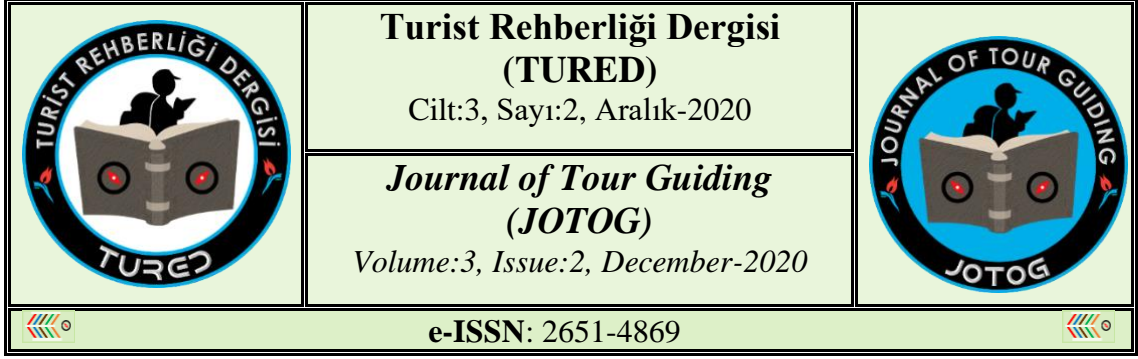 TURİST REHBERLİĞİ DERGİSİ
TURED
Turist Rehberliği Dergisi
(TURED)
Cilt:3, Sayı:2, Aralık-2020
Journal of Tour Guiding
(JOTOG)
Volume:3, Issue:2, December-2020
JOURNAL OF TOUR GUIDING
JOTOG
e-ISSN: 2651-4869